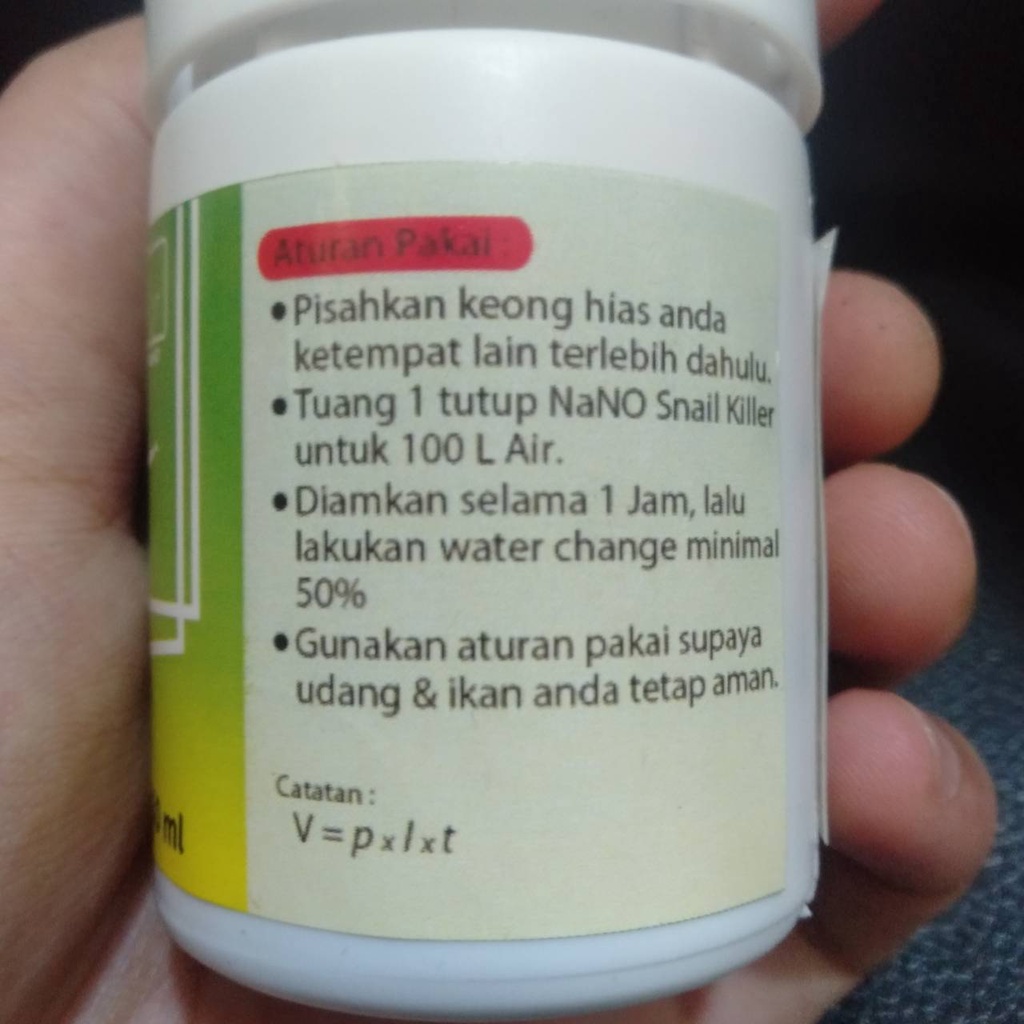 Aturan Pakai :
•Pisahkan keong hias anda
ketempat lain terlebih dahulu.
•Tuang 1 tutup NaNO Snail Killer
untuk 100 L Air.
•Diamkan selama 1 Jam, lalu
lakukan water change minimal
50%
•Gunakan aturan pakai supaya
udang & ikan anda tetap aman.
ml
Catatan :
V = p x l x t